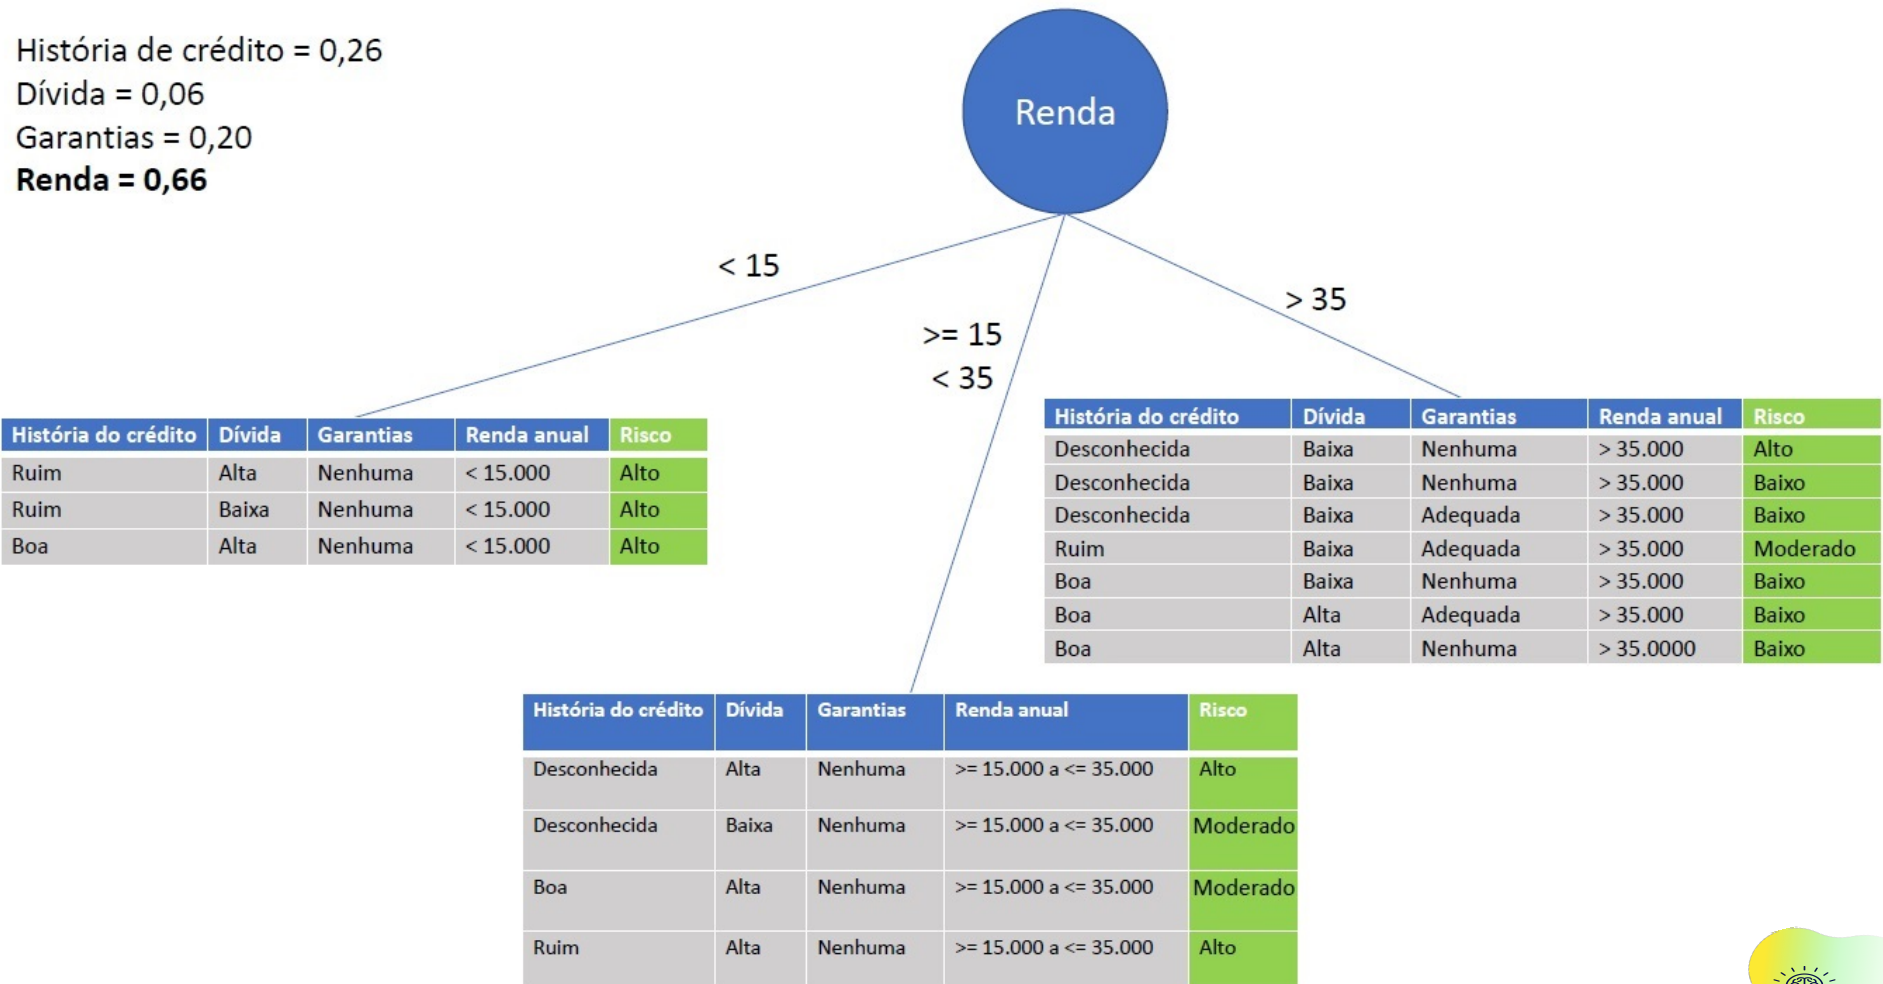 História de crédito = 0,26
Dívida = 0,06
Garantias = 0,20
Renda = 0,66
Renda
< 15
>= 15
< 35
> 35
História do crédito Dívida Garantias Renda anual Risco
Ruim Alta Nenhuma < 15.000 Alto
Ruim Baixa Nenhuma < 15.000 Alto
Boa Alta Nenhuma < 15.000 Alto
História do crédito Dívida Garantias Renda anual Risco
Desconhecida Baixa Nenhuma > 35.000 Alto
Desconhecida Baixa Nenhuma > 35.000 Baixo
Desconhecida Baixa Adequada > 35.000 Baixo
Ruim Baixa Adequada > 35.000 Moderado
Boa Baixa Nenhuma > 35.000 Baixo
Boa Alta Adequada > 35.000 Baixo
Boa Alta Nenhuma > 35.0000 Baixo
História do crédito Dívida Garantias Renda anual Risco
Desconhecida Alta Nenhuma >= 15.000 a <= 35.000 Alto
Desconhecida Baixa Nenhuma >= 15.000 a <= 35.000 Moderado
Boa Alta Nenhuma >= 15.000 a <= 35.000 Moderado
Ruim Alta Nenhuma >= 15.000 a <= 35.000 Alto